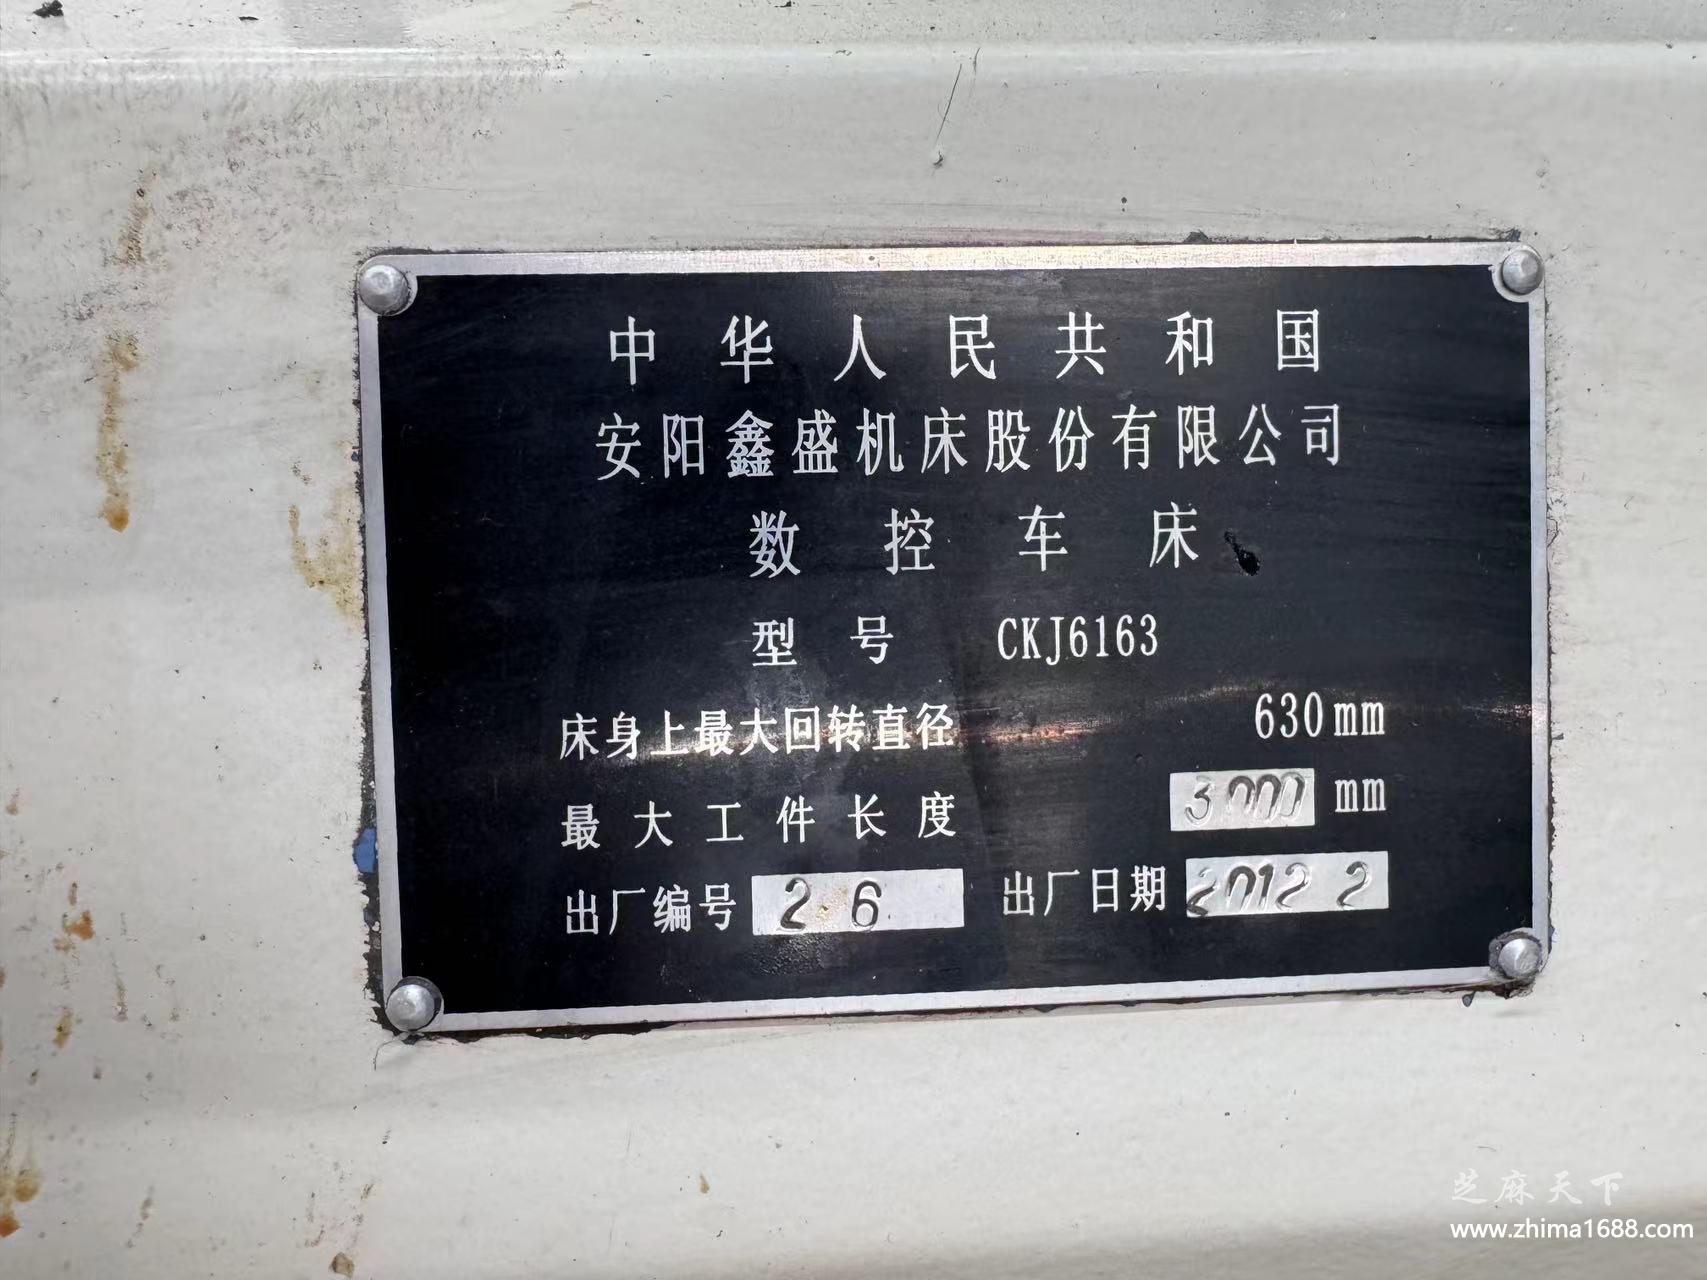 中华人民共和国
安阳鑫盛机床股份有限公司
数控车床
型号 CKJ6163
床身上最大回转直径 630mm
最大工件长度 3000 mm
出厂编号 2 6 出厂日期 2012 2
芝麻天下
www.zhima1688.com